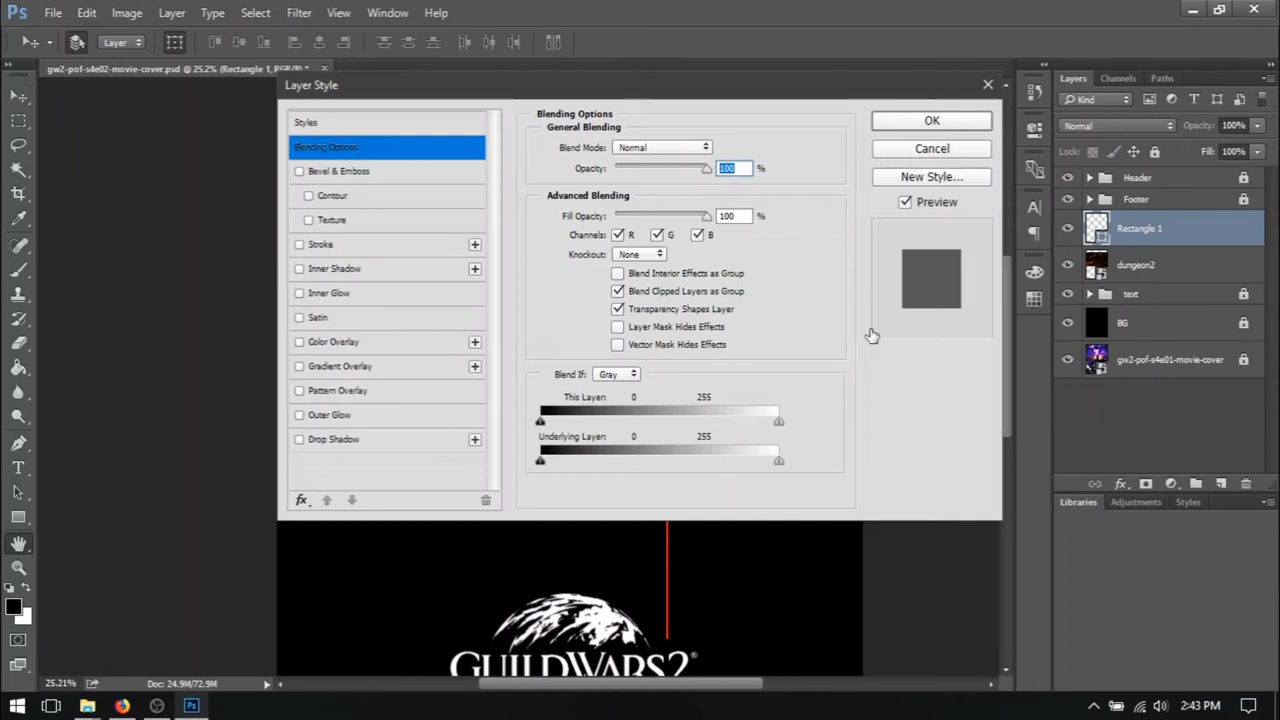 Ps File Edit Image Layer Type Select Filter View Window Help
Layer
gw2-pof-s4e02-movie-cover.psd @ 25.2% (Rectangle 1, RGB/8) *
Layer Style
Styles
Blending Options
Bevel & Emboss
Contour
Texture
Stroke
Inner Shadow
Inner Glow
Satin
Color Overlay
Gradient Overlay
Pattern Overlay
Outer Glow
Drop Shadow
fx
Blending Options
General Blending
Blend Mode: Normal
Opacity: 100 %
Advanced Blending
Fill Opacity: 100 %
Channels: R G B
Knockout: None
Blend Interior Effects as Group
Blend Clipped Layers as Group
Transparency Shapes Layer
Layer Mask Hides Effects
Vector Mask Hides Effects
Blend If: Gray
This Layer: 0 255
Underlying Layer: 0 255
OK
Cancel
New Style...
Preview
Layers Channels Paths
Kind
Normal Opacity: 100%
Lock: Fill: 100%
Header
Footer
Rectangle 1
dungeon2
text
BG
gw2-pof-s4e01-movie-cover
fx
Libraries Adjustments Styles
GUILD WARS 2®
25.21% Doc: 24.9M/72.9M
Ps
2:43 PM